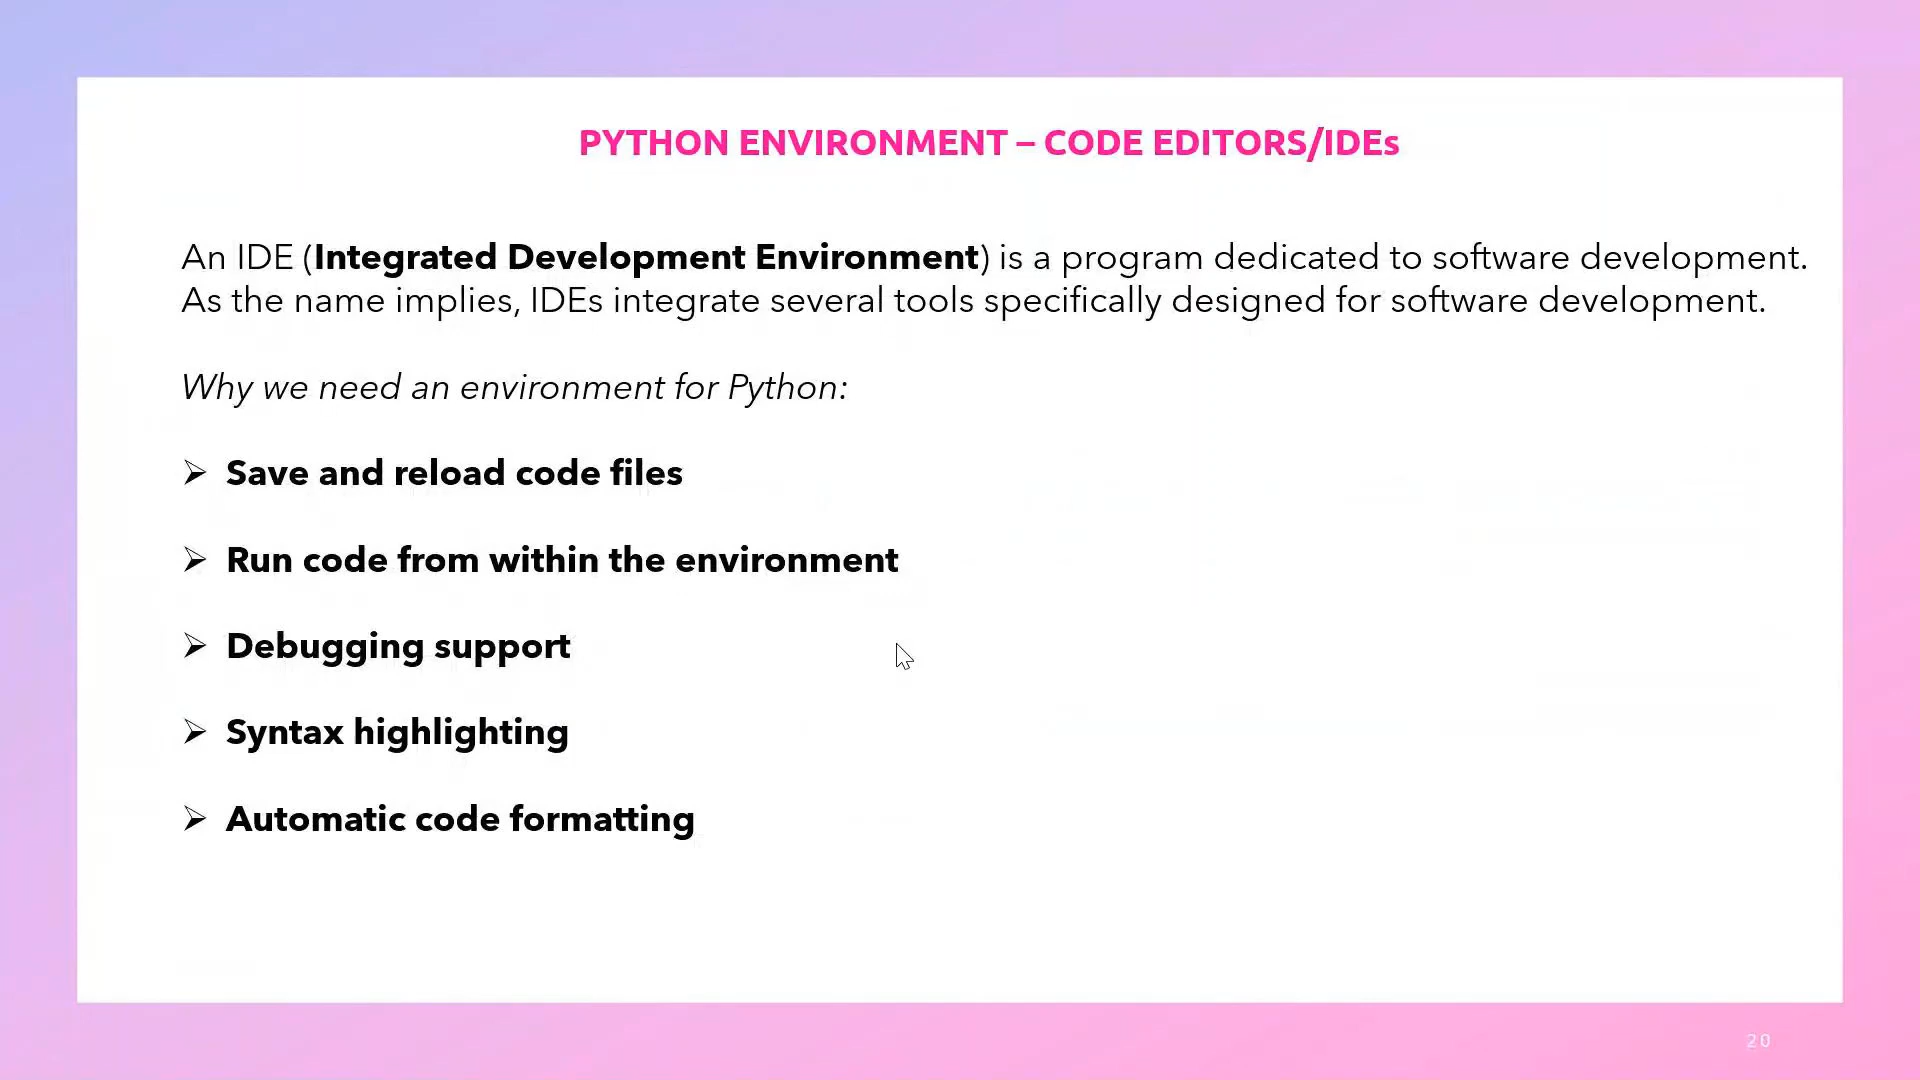 PYTHON ENVIRONMENT – CODE EDITORS/IDEs
An IDE (Integrated Development Environment) is a program dedicated to software development.
As the name implies, IDEs integrate several tools specifically designed for software development.
Why we need an environment for Python:
➢ Save and reload code files
➢ Run code from within the environment
➢ Debugging support
➢ Syntax highlighting
➢ Automatic code formatting
20